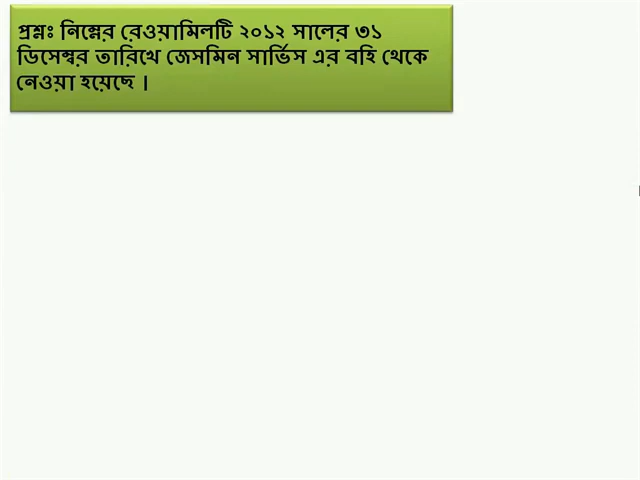 প্রশ্নঃ নিম্নের রেওয়ামিলটি ২০১২ সালের ৩১
ডিসেম্বর তারিখে জেসমিন সার্ভিস এর বহি থেকে
নেওয়া হয়েছে ।